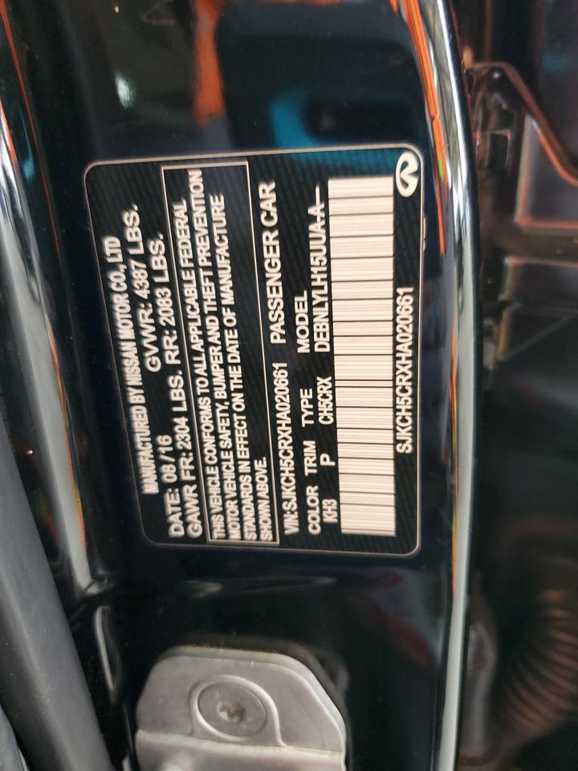 MANUFACTURED BY NISSAN MOTOR CO., LTD
DATE: 08/16 GVWR: 4387 LBS.
GAWR FR: 2304 LBS. RR: 2083 LBS.
THIS VEHICLE CONFORMS TO ALL APPLICABLE FEDERAL
MOTOR VEHICLE SAFETY, BUMPER AND THEFT PREVENTION
STANDARDS IN EFFECT ON THE DATE OF MANUFACTURE
SHOWN ABOVE.
VIN: SJKCH5CRXHA020661 PASSENGER CAR
COLOR TRIM TYPE MODEL
KH3 P CH5CRX DEBNLYLH15UUA-A-
SJKCH5CRXHA020661